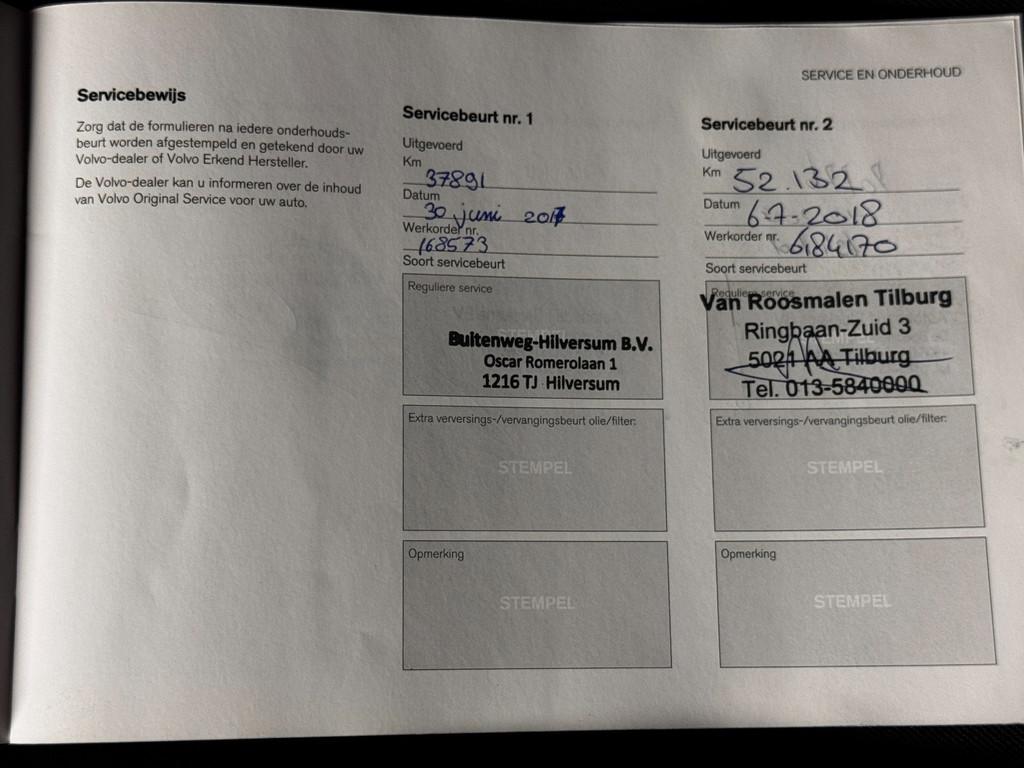 SERVICE EN ONDERHOUD
Servicebewijs
Zorg dat de formulieren na iedere onderhouds-
beurt worden afgestempeld en getekend door uw
Volvo-dealer of Volvo Erkend Hersteller.
De Volvo-dealer kan u informeren over de inhoud
van Volvo Original Service voor uw auto.
Servicebeurt nr. 1
Uitgevoerd
Km 37891
Datum 30 juni 2017
Werkorder nr. 168573
Soort servicebeurt
Reguliere service
STEMPEL
Buitenweg-Hilversum B.V.
Oscar Romerolaan 1
1216 TJ Hilversum
Extra verversings-/vervangingsbeurt olie/filter:
STEMPEL
Opmerking
STEMPEL
Servicebeurt nr. 2
Uitgevoerd
Km 52.132
Datum 6-7-2018
Werkorder nr. 6184170
Soort servicebeurt
Reguliere service
Van Roosmalen Tilburg
Ringbaan-Zuid 3
5021 AA Tilburg
Tel. 013-5840000
Extra verversings-/vervangingsbeurt olie/filter:
STEMPEL
Opmerking
STEMPEL